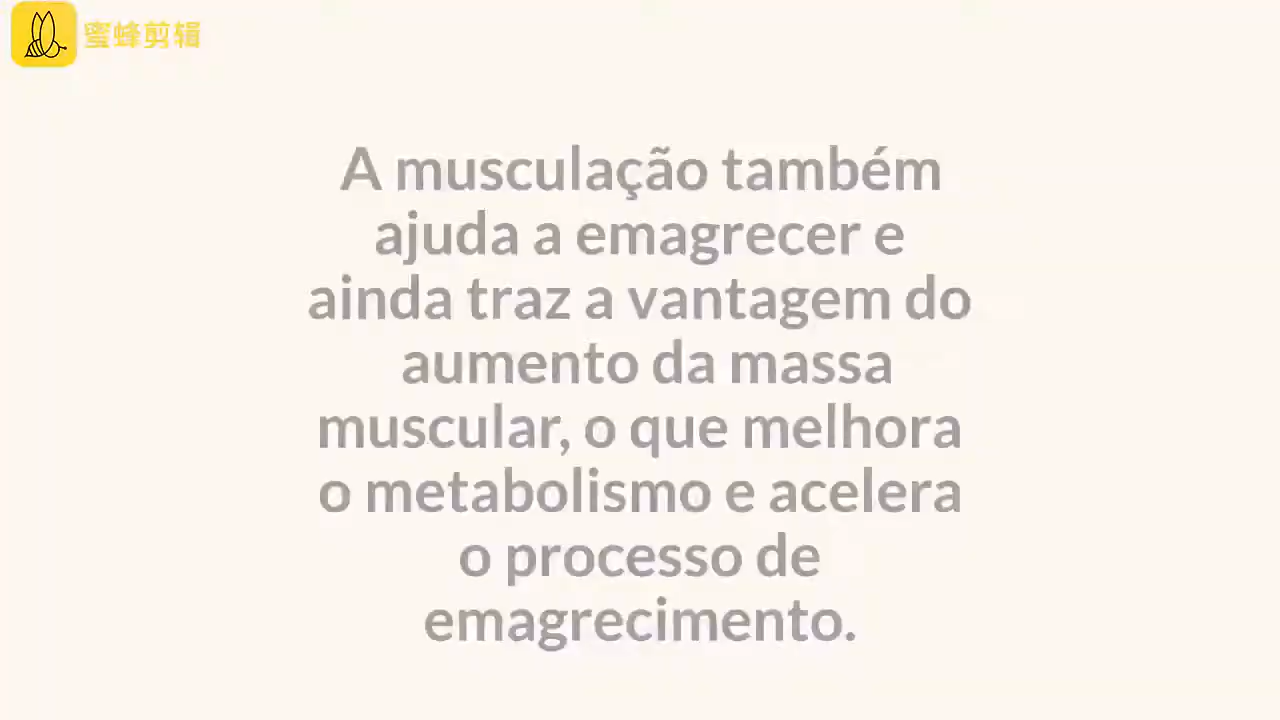 蜜蜂剪辑
A musculação também
ajuda a emagrecer e
ainda traz a vantagem do
aumento da massa
muscular, o que melhora
o metabolismo e acelera
o processo de
emagrecimento.